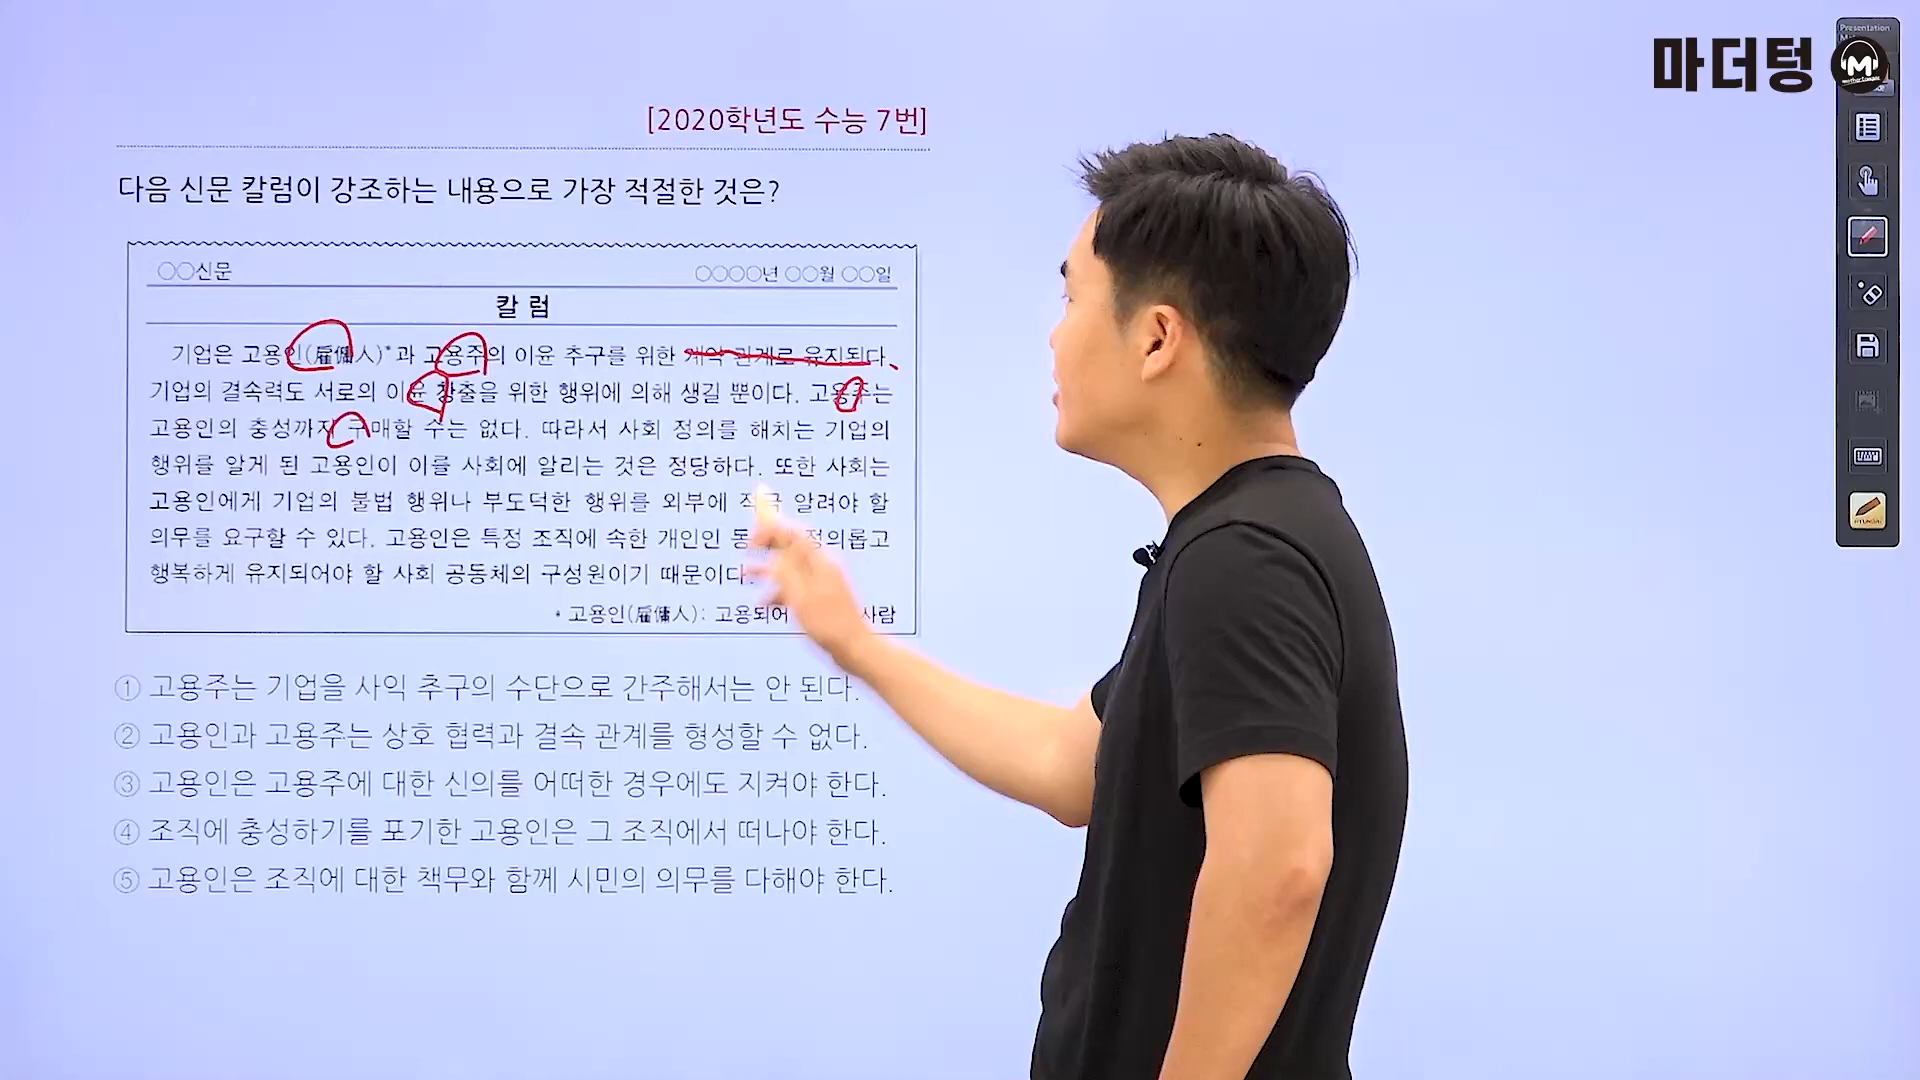 Presentation
마더텅
M
[2020학년도 수능 7번]
다음 신문 칼럼이 강조하는 내용으로 가장 적절한 것은?
○○신문 ○○○○년 ○○월 ○○일
칼럼
기업은 고용인(雇傭人)*과 고용주의 이윤 추구를 위한 계약 관계로 유지된다.
기업의 결속력도 서로의 이윤 창출을 위한 행위에 의해 생길 뿐이다. 고용주는
고용인의 충성까지 구매할 수는 없다. 따라서 사회 정의를 해치는 기업의
행위를 알게 된 고용인이 이를 사회에 알리는 것은 정당하다. 또한 사회는
고용인에게 기업의 불법 행위나 부도덕한 행위를 외부에 적극 알려야 할
의무를 요구할 수 있다. 고용인은 특정 조직에 속한 개인인 정의롭고
행복하게 유지되어야 할 사회 공동체의 구성원이기 때문이다.
* 고용인(雇傭人): 고용되어 사람
① 고용주는 기업을 사익 추구의 수단으로 간주해서는 안 된다.
② 고용인과 고용주는 상호 협력과 결속 관계를 형성할 수 없다.
③ 고용인은 고용주에 대한 신의를 어떠한 경우에도 지켜야 한다.
④ 조직에 충성하기를 포기한 고용인은 그 조직에서 떠나야 한다.
⑤ 고용인은 조직에 대한 책무와 함께 시민의 의무를 다해야 한다.